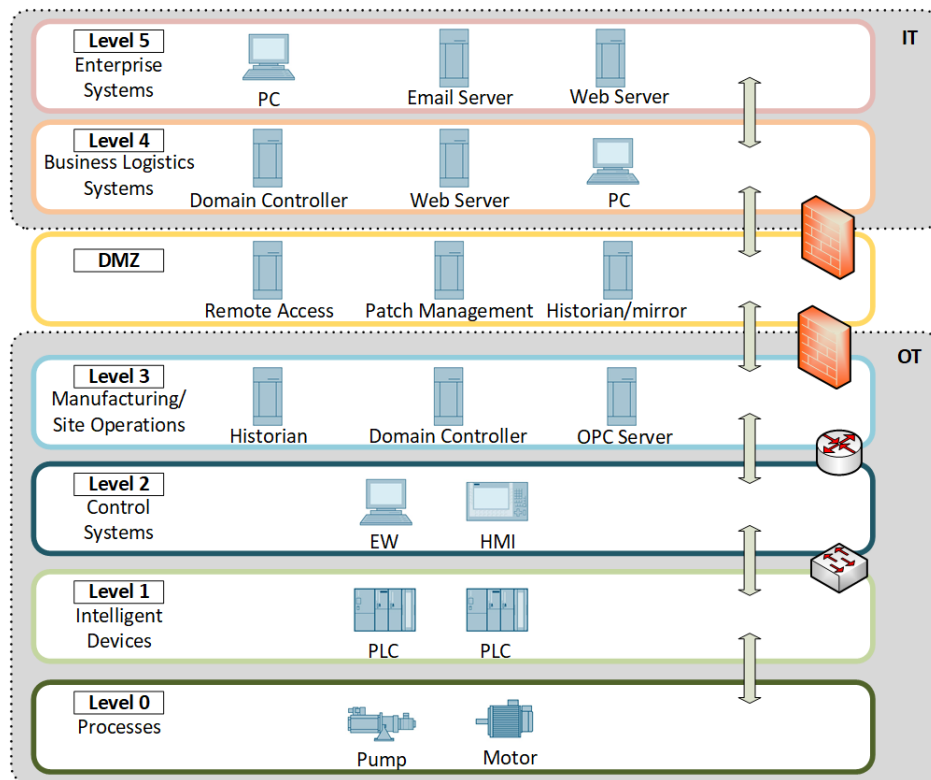 IT
Level 5
Enterprise
Systems
PC
Email Server
Web Server
Level 4
Business Logistics
Systems
Domain Controller
Web Server
PC
DMZ
Remote Access
Patch Management
Historian/mirror
OT
Level 3
Manufacturing/
Site Operations
Historian
Domain Controller
OPC Server
Level 2
Control
Systems
EW
HMI
Level 1
Intelligent
Devices
PLC
PLC
Level 0
Processes
Pump
Motor